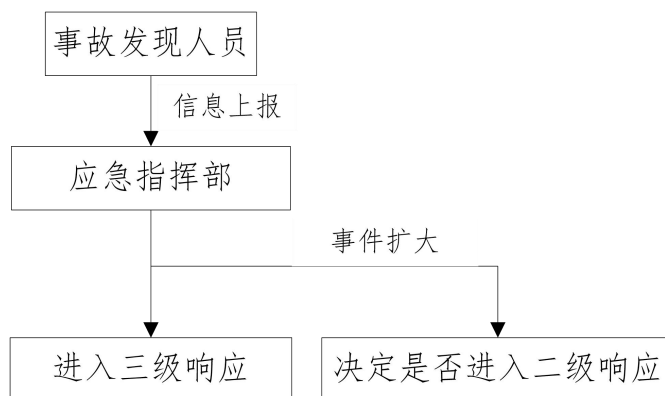 事故发现人员
信息上报
应急指挥部
事件扩大
进入三级响应
决定是否进入二级响应